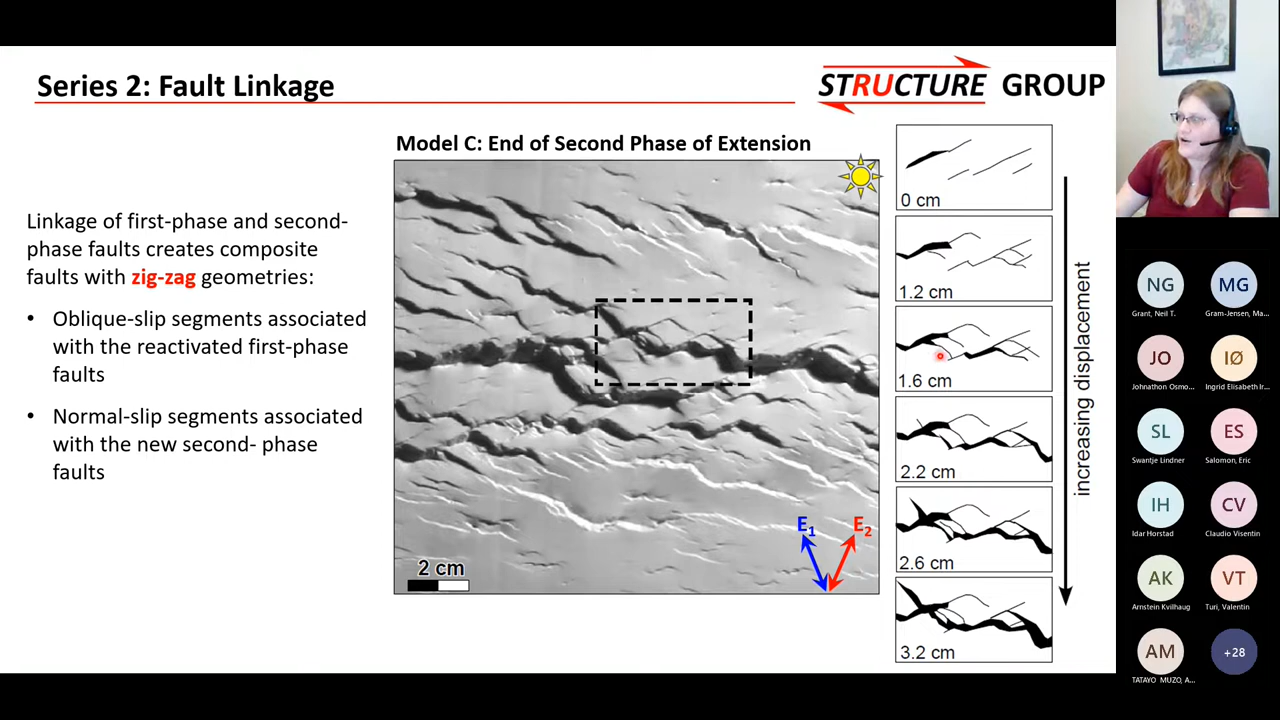 Series 2: Fault Linkage
STRUCTURE GROUP
Model C: End of Second Phase of Extension
Linkage of first-phase and second-
phase faults creates composite
faults with zig-zag geometries:
• Oblique-slip segments associated
with the reactivated first-phase
faults
• Normal-slip segments associated
with the new second- phase
faults
E1
E2
2 cm
0 cm
1.2 cm
1.6 cm
2.2 cm
2.6 cm
3.2 cm
increasing displacement
NG
Grant, Neil T.
MG
Gram-Jensen, Ma...
JO
Johnathon Osmo...
IØ
Ingrid Elisabeth Ir...
SL
Swantje Lindner
ES
Salomon, Eric
IH
Idar Horstad
CV
Claudio Visentin
AK
Arnstein Kvilhaug
VT
Turi, Valentin
AM
TATAYO MUZO, A...
+28